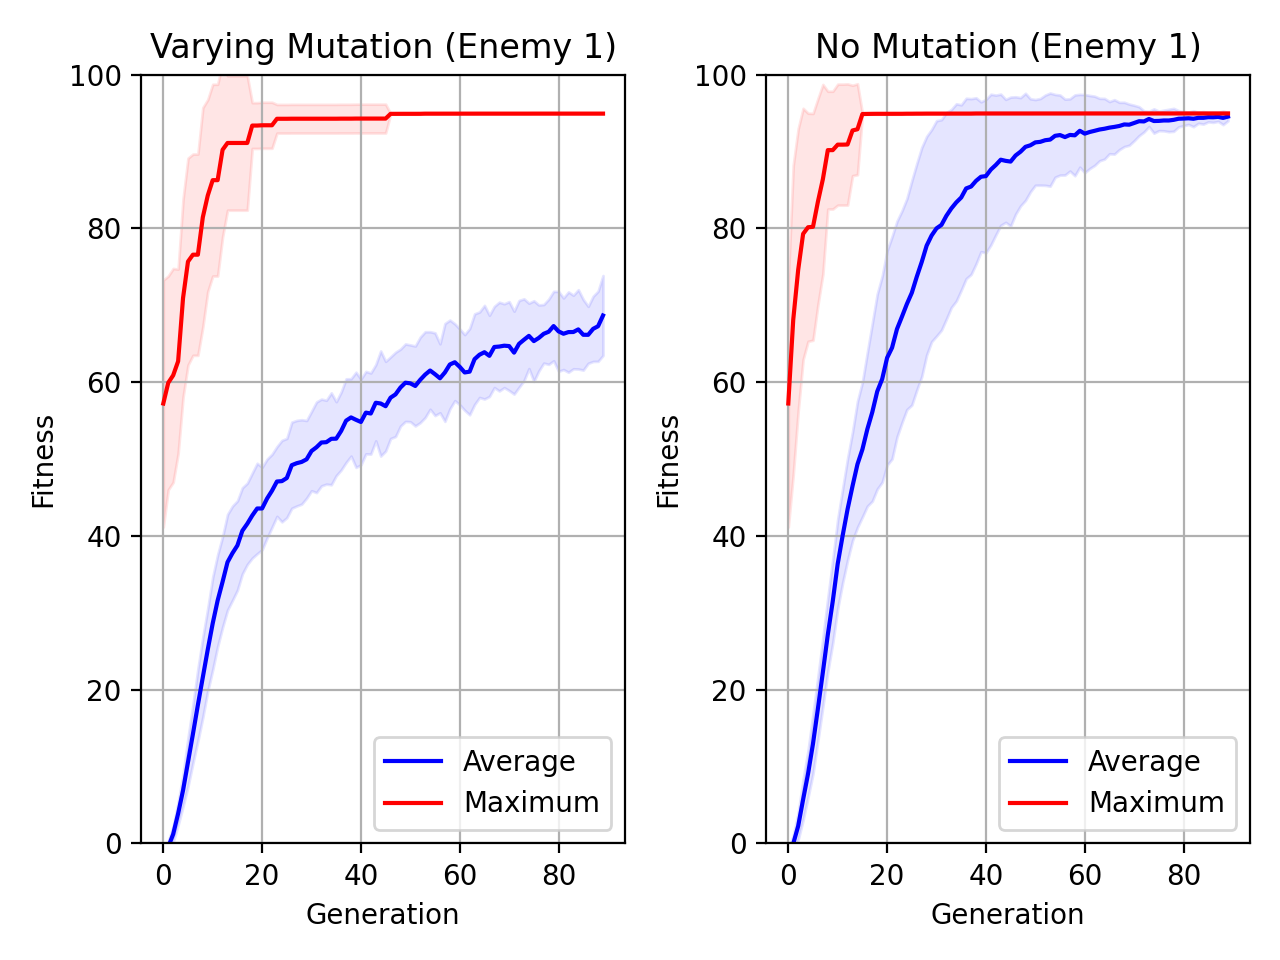 Varying Mutation (Enemy 1)
100
80
60
40
20
0
Fitness
0 20 40 60 80
Generation
Average
Maximum
No Mutation (Enemy 1)
100
80
60
40
20
0
Fitness
0 20 40 60 80
Generation
Average
Maximum